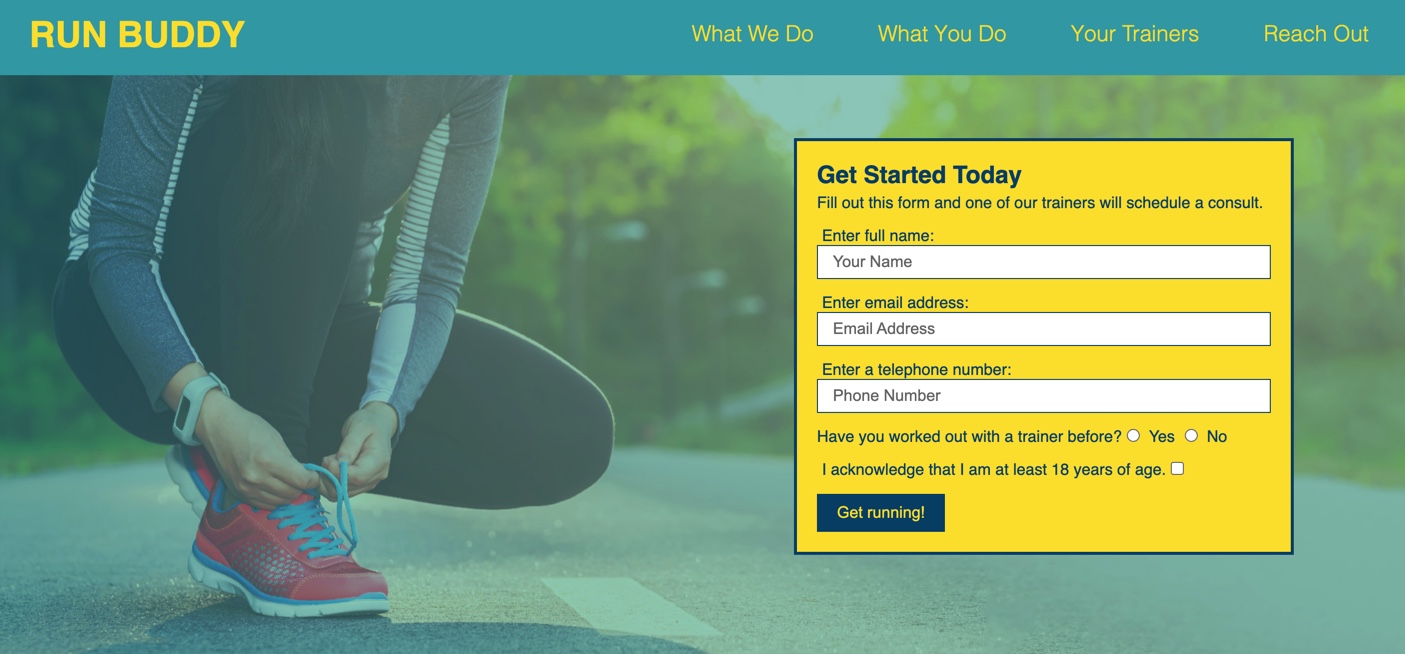 RUN BUDDY
What We Do
What You Do
Your Trainers
Reach Out
Get Started Today
Fill out this form and one of our trainers will schedule a consult.
Enter full name:
Your Name
Enter email address:
Email Address
Enter a telephone number:
Phone Number
Have you worked out with a trainer before? Yes No
I acknowledge that I am at least 18 years of age.
Get running!